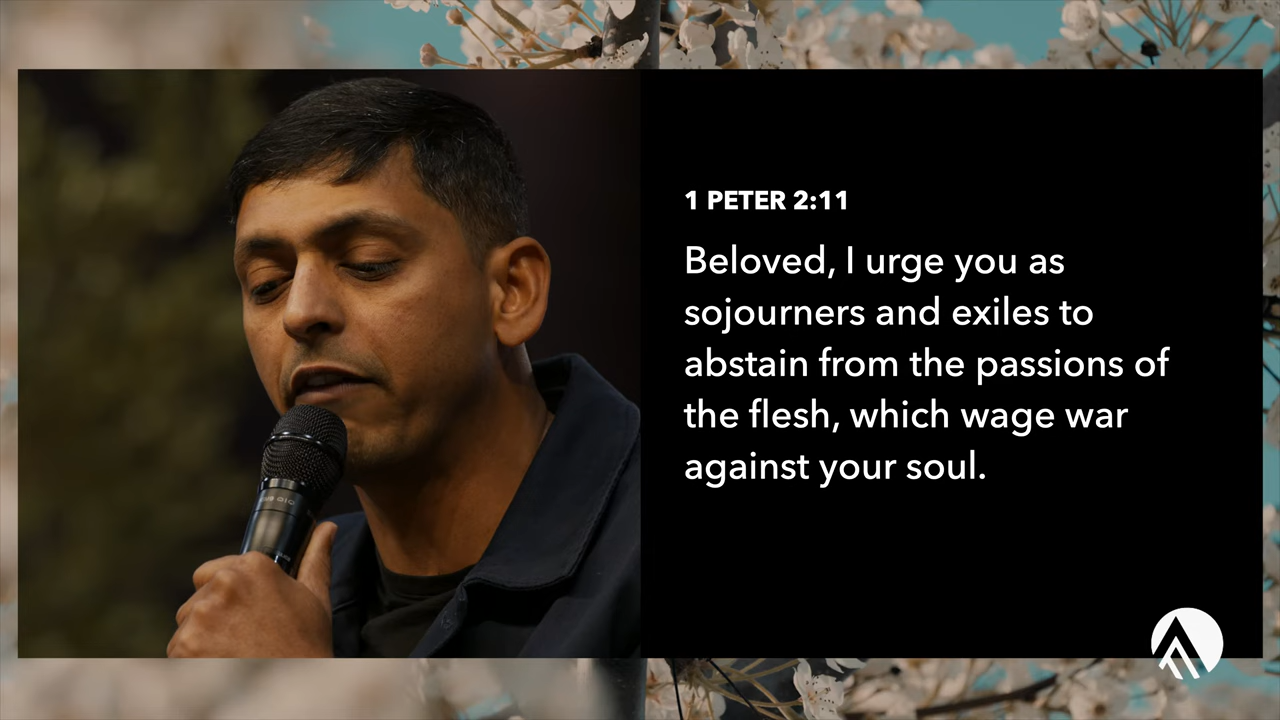 1 PETER 2:11
Beloved, I urge you as
sojourners and exiles to
abstain from the passions of
the flesh, which wage war
against your soul.